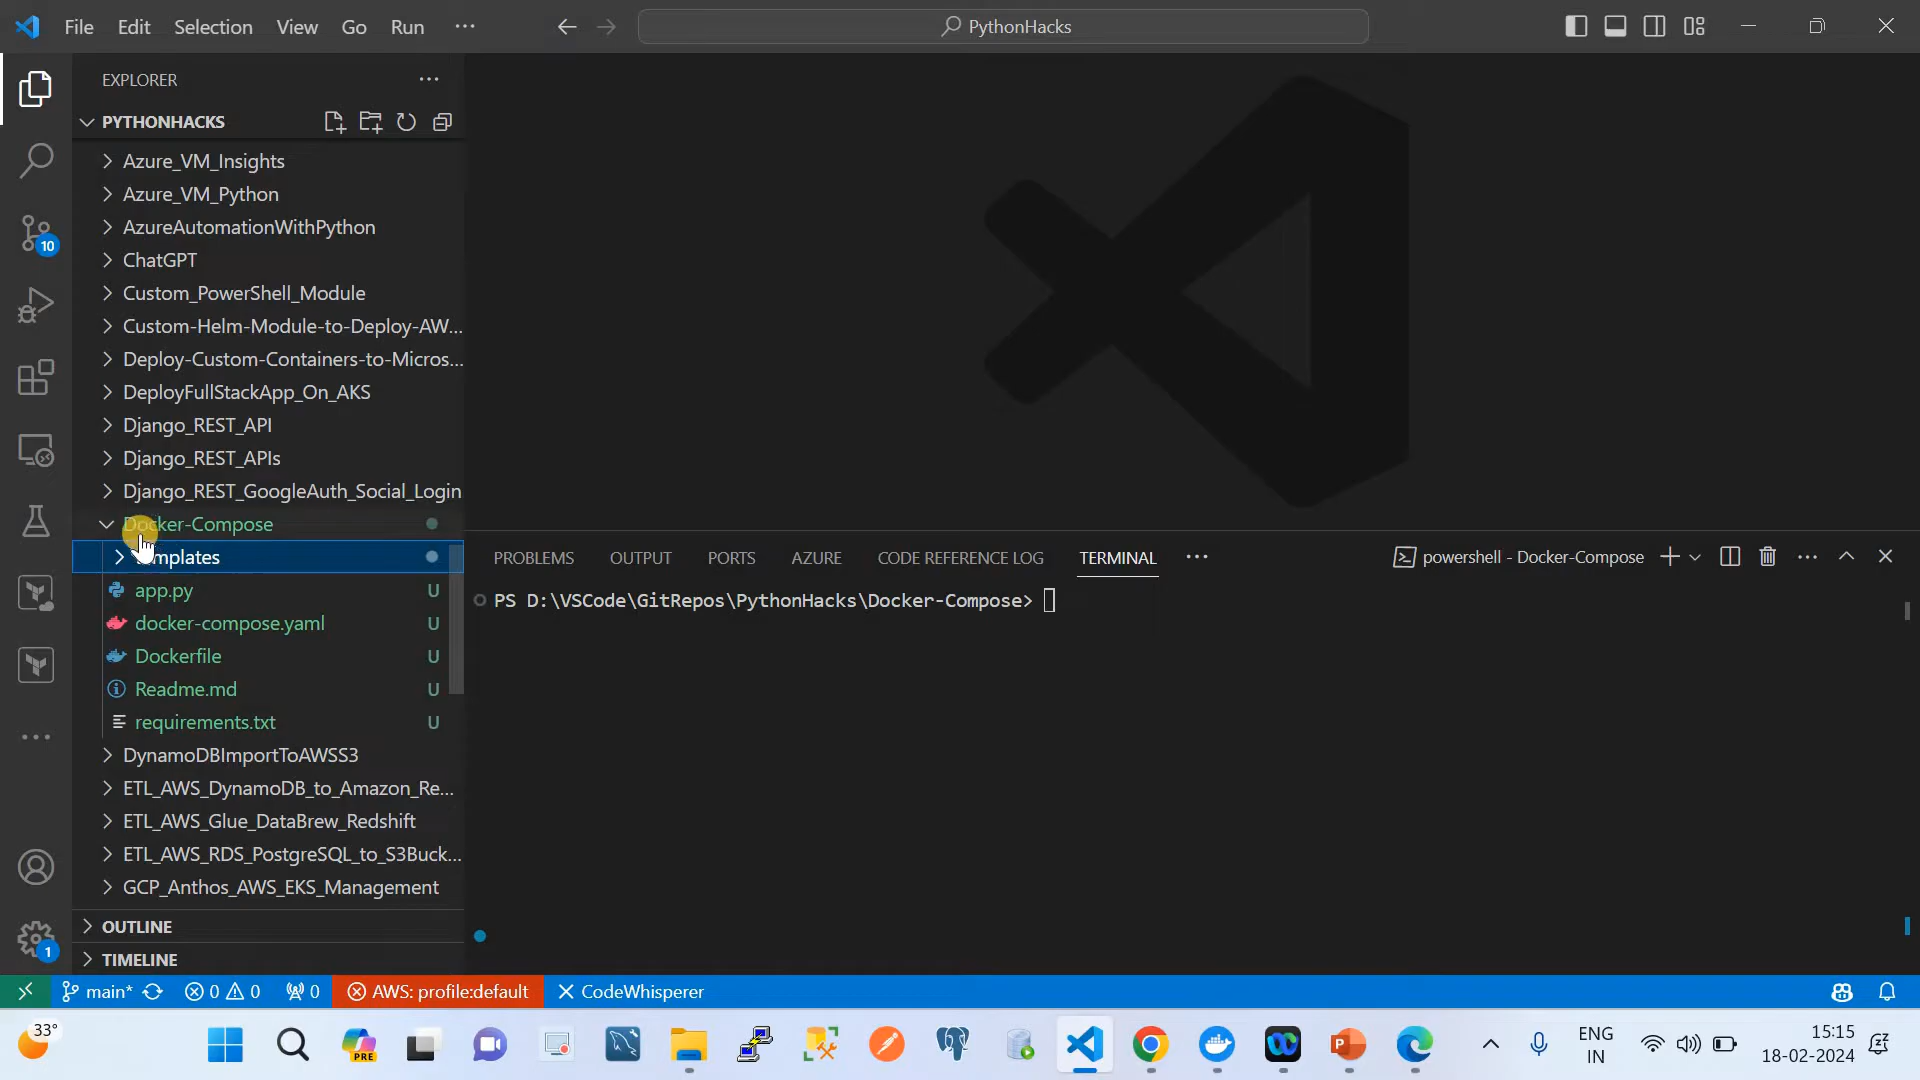 File Edit Selection View Go Run ...
PythonHacks
EXPLORER
PYTHONHACKS
Azure_VM_Insights
Azure_VM_Python
AzureAutomationWithPython
ChatGPT
Custom_PowerShell_Module
Custom-Helm-Module-to-Deploy-AW...
Deploy-Custom-Containers-to-Micros...
DeployFullStackApp_On_AKS
Django_REST_API
Django_REST_APIs
Django_REST_GoogleAuth_Social_Login
Docker-Compose
templates
app.py U
docker-compose.yaml U
Dockerfile U
Readme.md U
requirements.txt U
DynamoDBImportToAWSS3
ETL_AWS_DynamoDB_to_Amazon_Re...
ETL_AWS_Glue_DataBrew_Redshift
ETL_AWS_RDS_PostgreSQL_to_S3Buck...
GCP_Anthos_AWS_EKS_Management
OUTLINE
TIMELINE
10
1
PROBLEMS OUTPUT PORTS AZURE CODE REFERENCE LOG TERMINAL ... powershell - Docker-Compose
PS D:\VSCode\GitRepos\PythonHacks\Docker-Compose>
main* 0 0 0 AWS: profile:default CodeWhisperer
33°
PRE
ENG
IN
15:15
18-02-2024